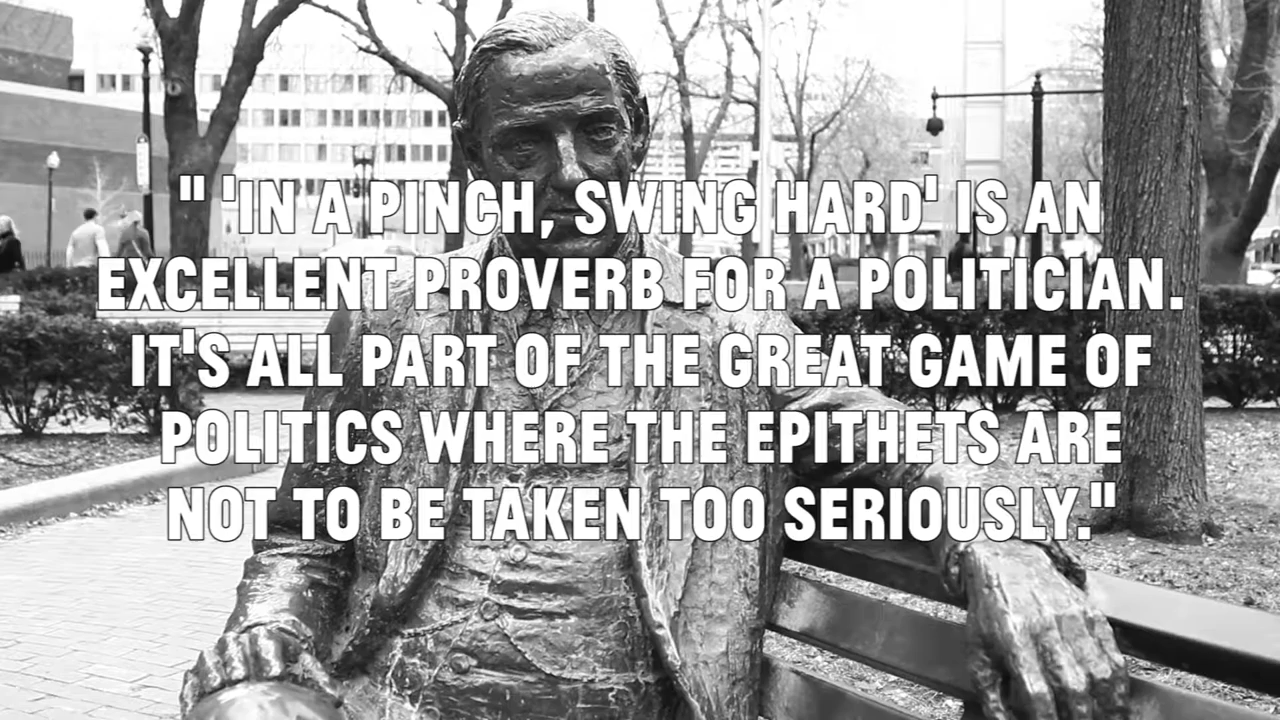 " 'IN A PINCH, SWING HARD' IS AN
EXCELLENT PROVERB FOR A POLITICIAN.
IT'S ALL PART OF THE GREAT GAME OF
POLITICS WHERE THE EPITHETS ARE
NOT TO BE TAKEN TOO SERIOUSLY."